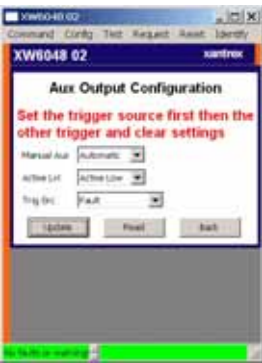 XW6048 02
Command Config Test Request Reset Identify
XW6048 02 xantrex
Aux Output Configuration
Set the trigger source first then the
other trigger and clear settings
Manual Aux Automatic
Active Lvl Active Low
Trig Src Fault
Update Read Back
No faults or warnings